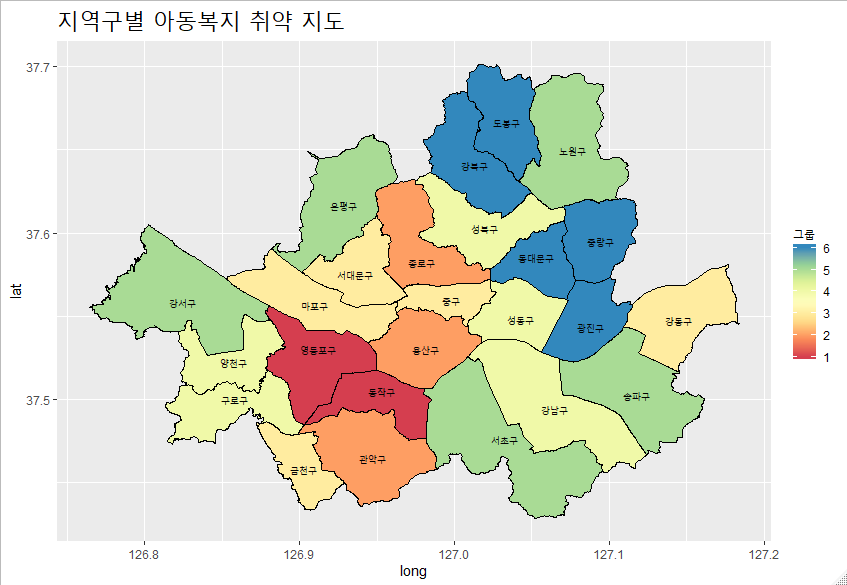 지역구별 아동복지 취약 지도
37.7
37.6
37.5
lat
도봉구
노원구
강북구
은평구
성북구
중랑구
동대문구
종로구
서대문구
강서구
마포구
중구
성동구
광진구
강동구
영등포구
용산구
양천구
동작구
송파구
구로구
강남구
서초구
관악구
금천구
126.8
126.9
127.0
127.1
127.2
long
그룹
6
5
4
3
2
1